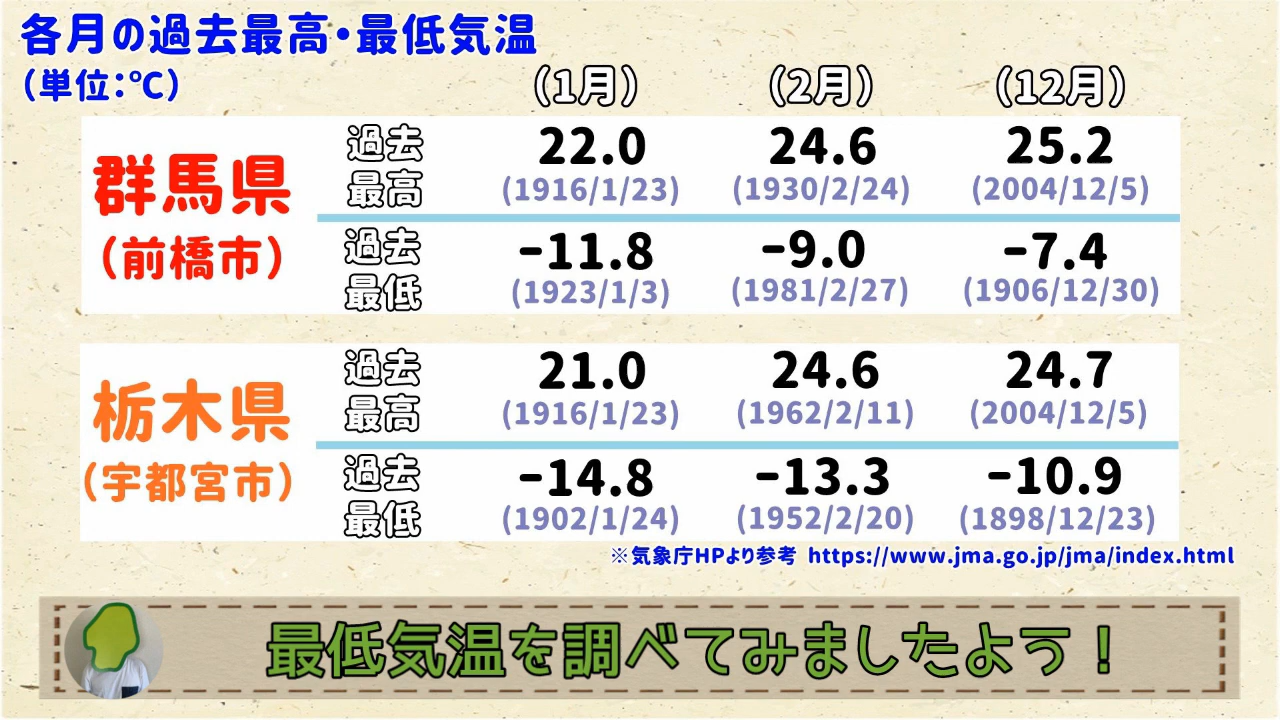 各月の過去最高・最低気温
(単位:℃)
(1月) (2月) (12月)
群馬県
(前橋市)
過去
最高
22.0 24.6 25.2
(1916/1/23) (1930/2/24) (2004/12/5)
過去
最低
-11.8 -9.0 -7.4
(1923/1/3) (1981/2/27) (1906/12/30)
栃木県
(宇都宮市)
過去
最高
21.0 24.6 24.7
(1916/1/23) (1962/2/11) (2004/12/5)
過去
最低
-14.8 -13.3 -10.9
(1902/1/24) (1952/2/20) (1898/12/23)
※気象庁HPより参考 https://www.jma.go.jp/jma/index.html
最低気温を調べてみましたよう!